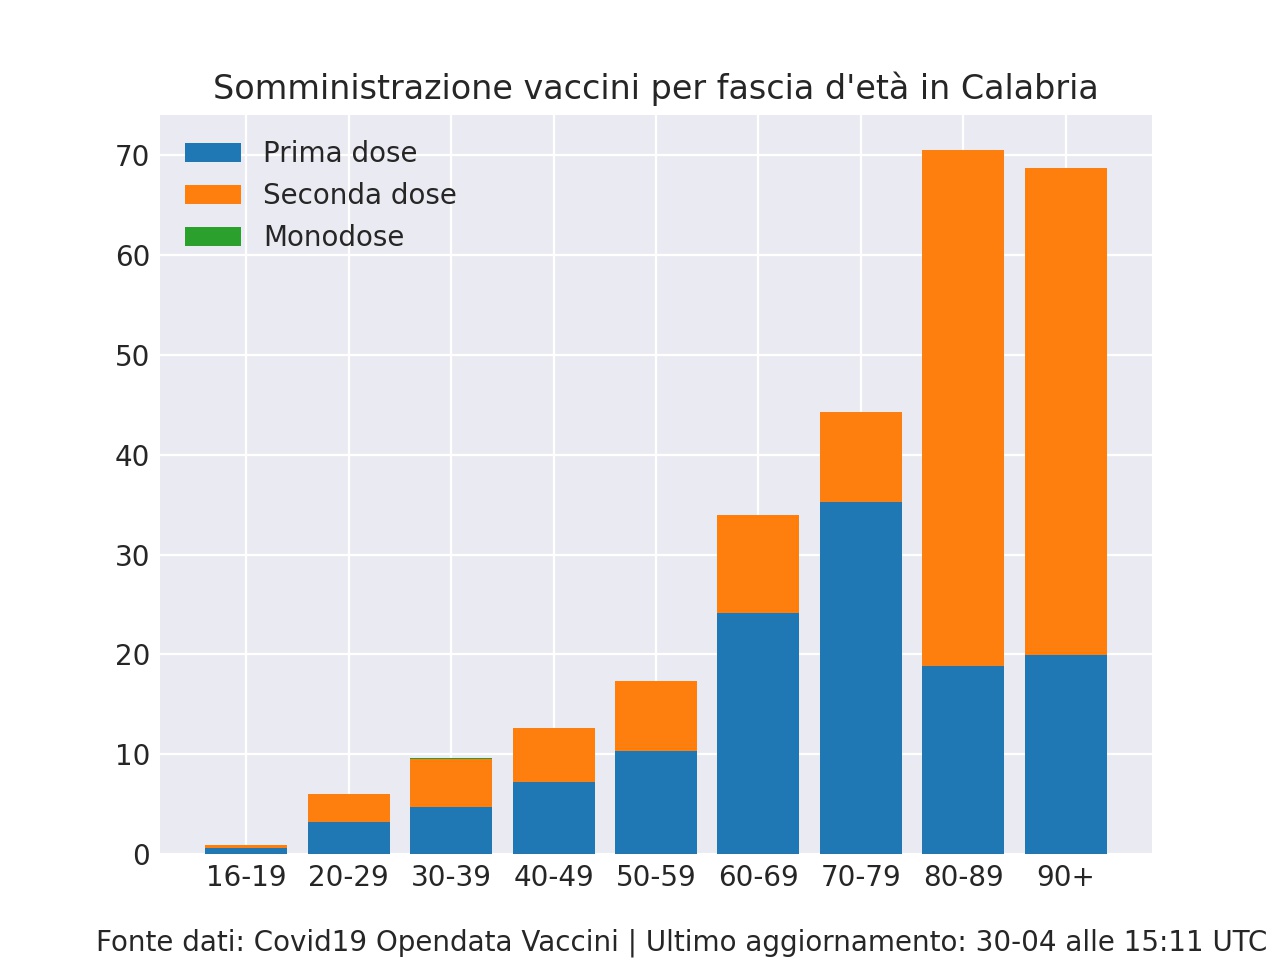 Somministrazione vaccini per fascia d'età in Calabria
Prima dose
Seconda dose
Monodose
70
60
50
40
30
20
10
0
16-19 20-29 30-39 40-49 50-59 60-69 70-79 80-89 90+
Fonte dati: Covid19 Opendata Vaccini | Ultimo aggiornamento: 30-04 alle 15:11 UTC